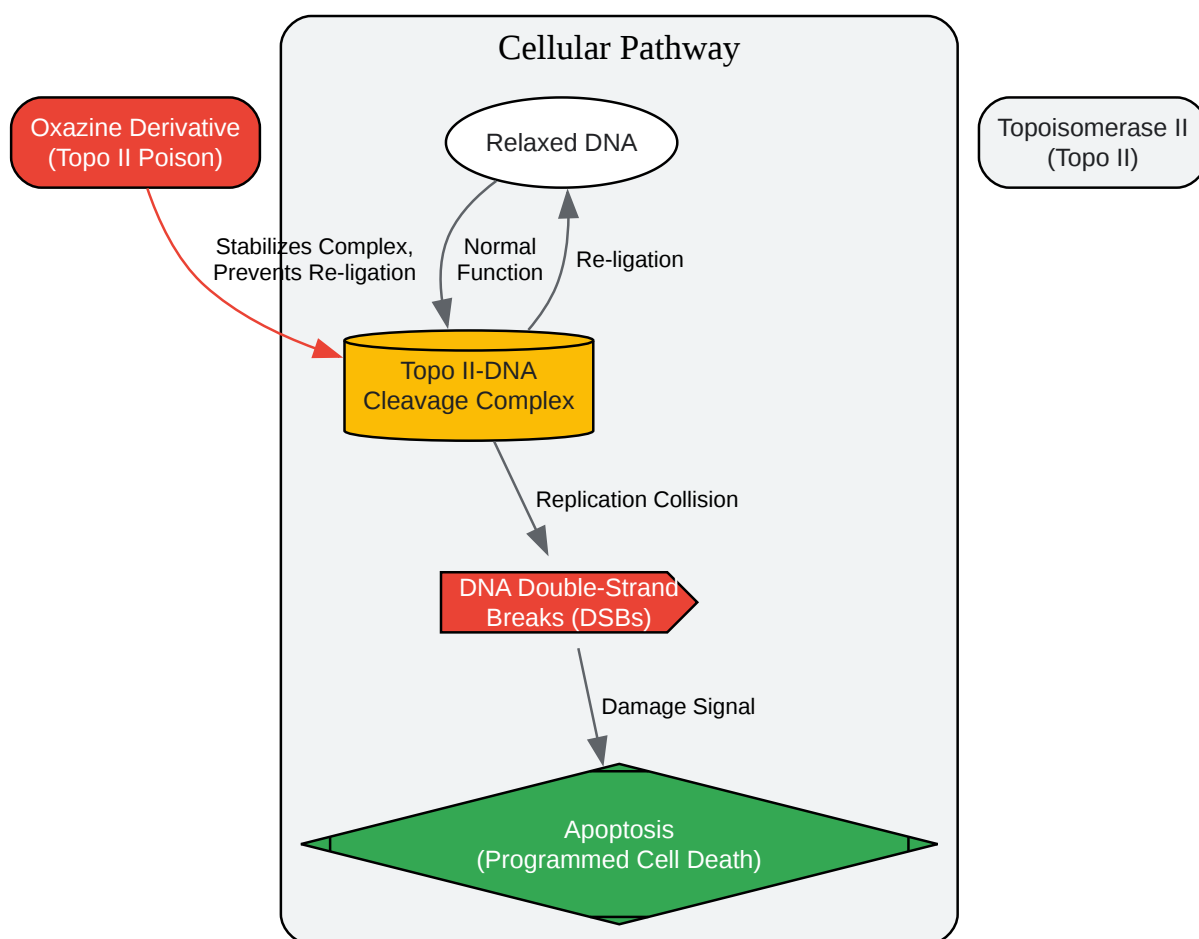 Cellular Pathway
Oxazine Derivative
(Topo II Poison)
Relaxed DNA
Topoisomerase II
(Topo II)
Stabilizes Complex,
Prevents Re-ligation
Normal
Function
Re-ligation
Topo II-DNA
Cleavage Complex
Replication Collision
DNA Double-Strand
Breaks (DSBs)
Damage Signal
Apoptosis
(Programmed Cell Death)